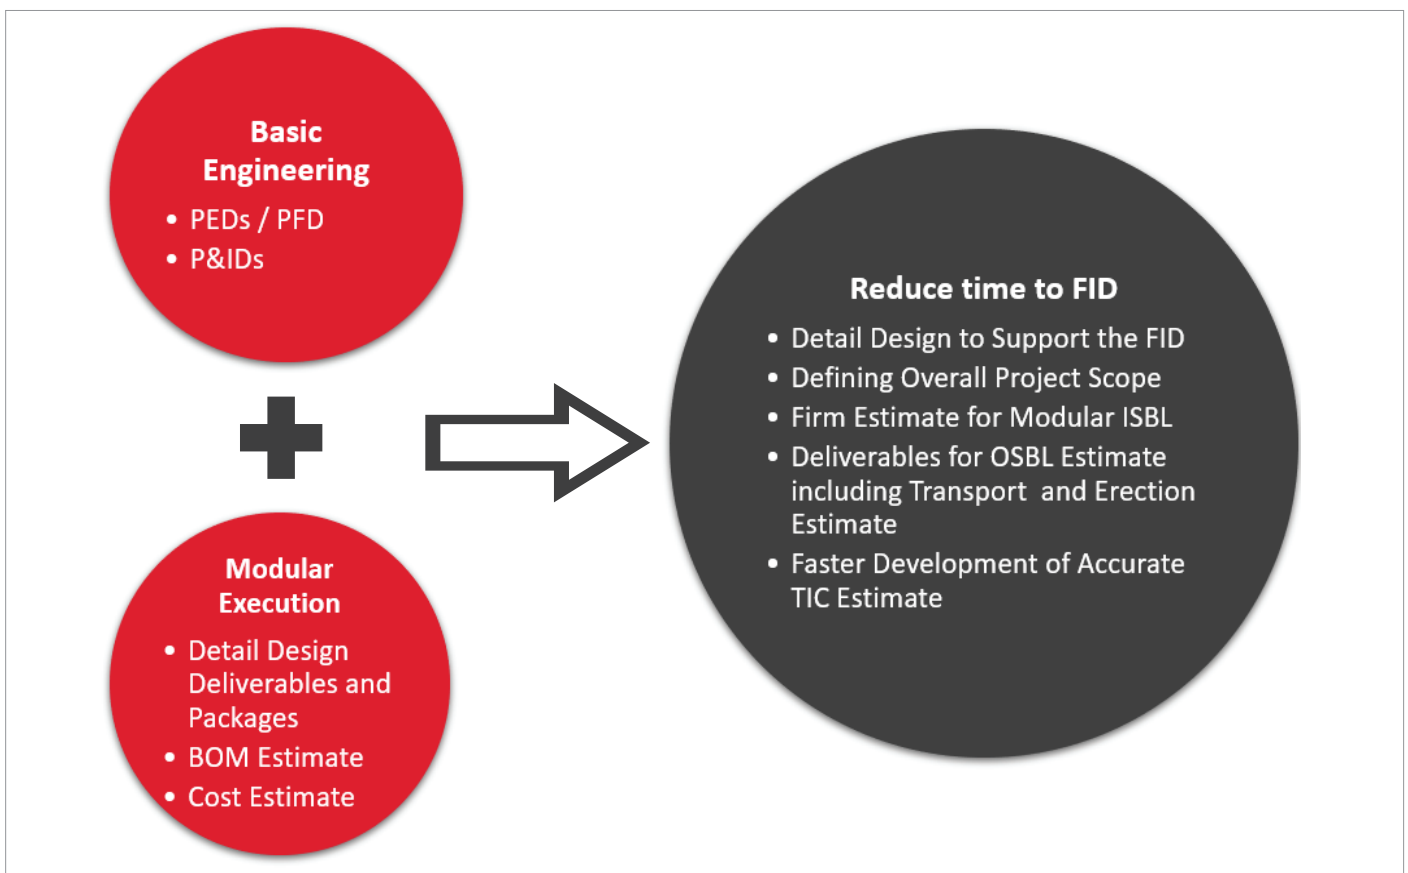 Basic
Engineering
• PEDs / PFD
• P&IDs
Modular
Execution
• Detail Design
Deliverables and
Packages
• BOM Estimate
• Cost Estimate
Reduce time to FID
• Detail Design to Support the FID
• Defining Overall Project Scope
• Firm Estimate for Modular ISBL
• Deliverables for OSBL Estimate
including Transport  and Erection
Estimate
• Faster Development of Accurate
TIC Estimate